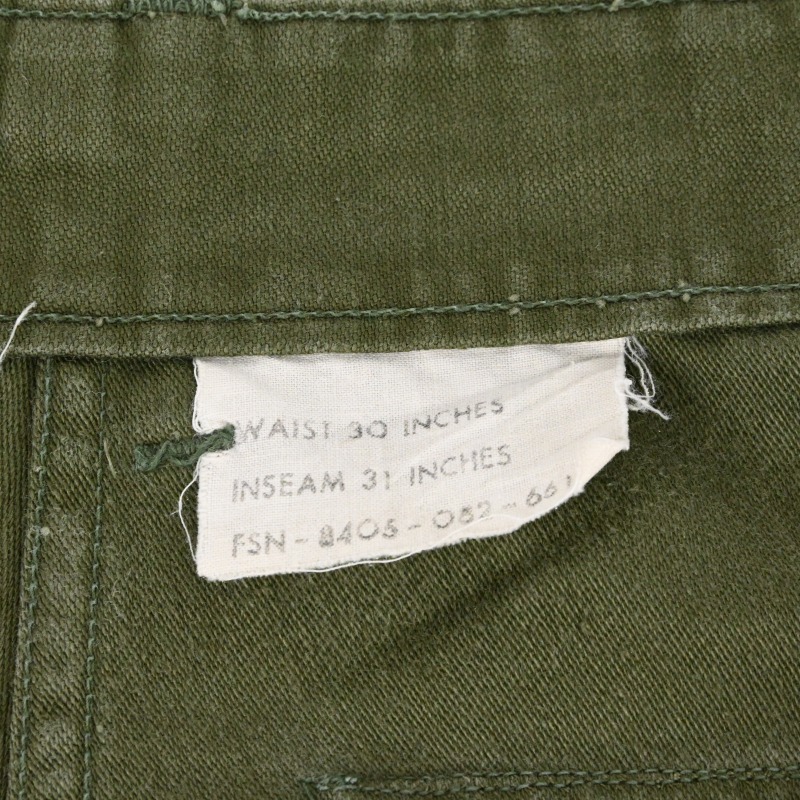 WAIST 30 INCHES
INSEAM 31 INCHES
FSN - 8405 - 082 - 661